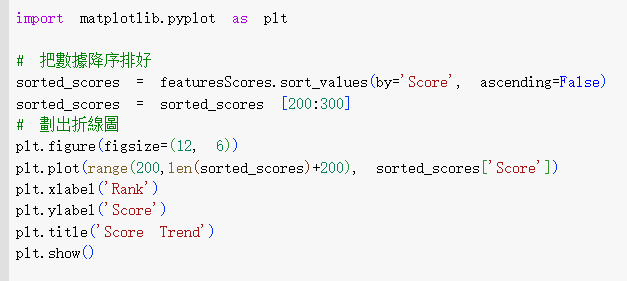 import matplotlib.pyplot as plt

# 把數據降序排好
sorted_scores = featuresScores.sort_values(by='Score', ascending=False)
sorted_scores = sorted_scores [200:300]
# 劃出折線圖
plt.figure(figsize=(12, 6))
plt.plot(range(200,len(sorted_scores)+200), sorted_scores['Score'])
plt.xlabel('Rank')
plt.ylabel('Score')
plt.title('Score Trend')
plt.show()